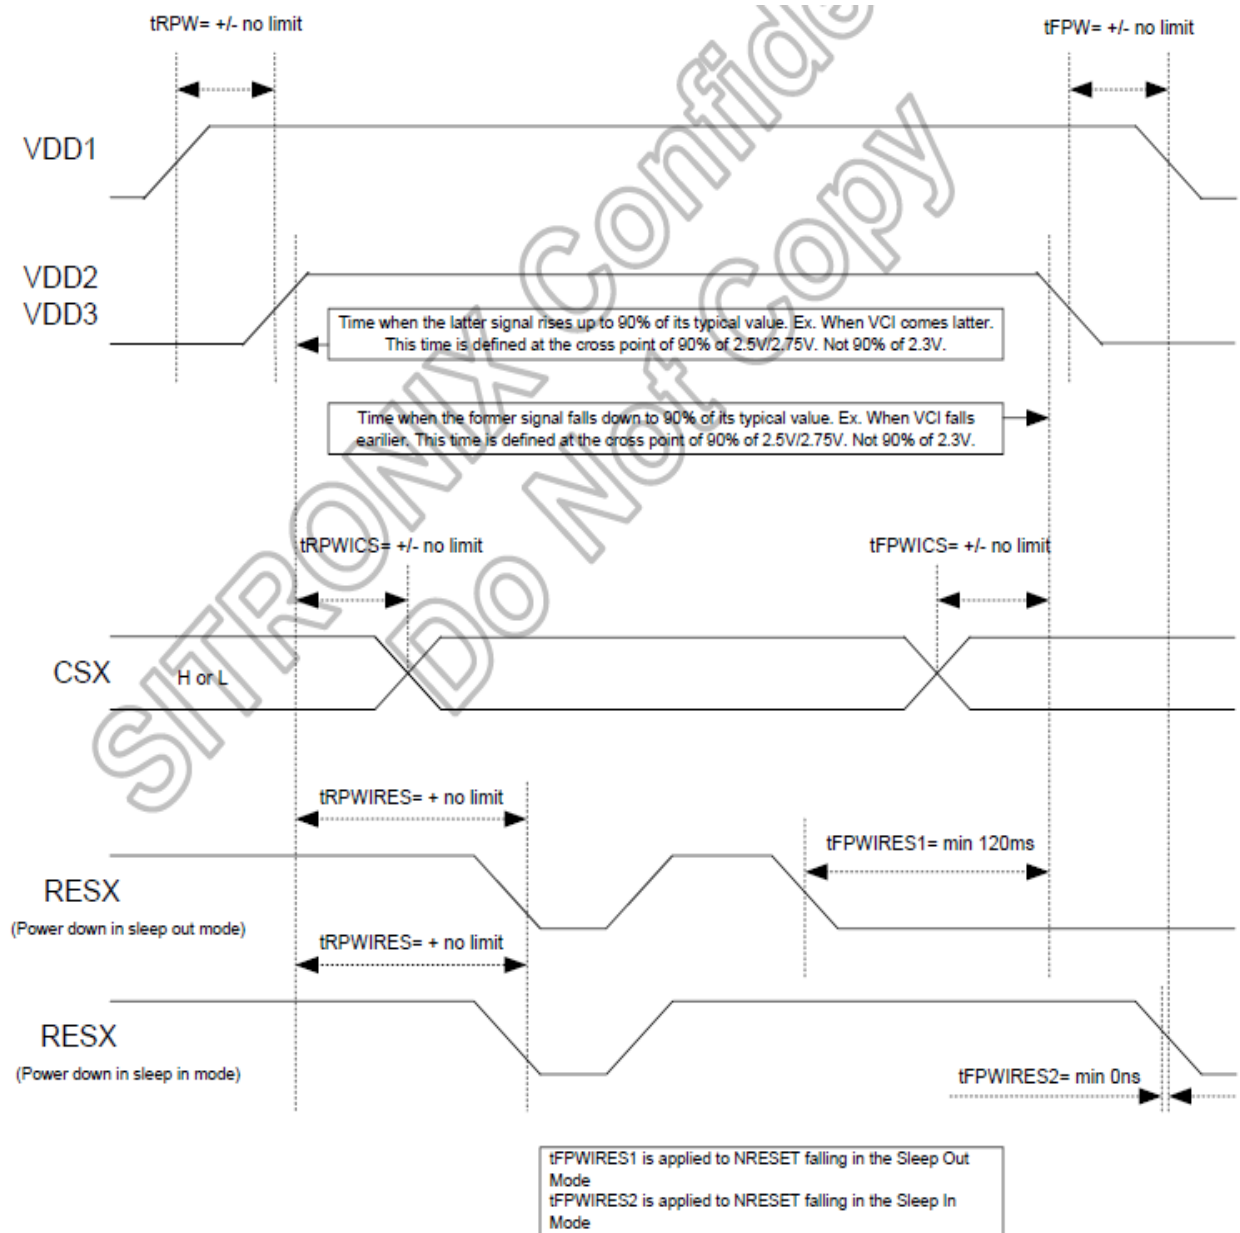 tRPW= +/- no limit
tFPW= +/- no limit
VDD1
VDD2
VDD3
Time when the latter signal rises up to 90% of its typical value. Ex. When VCI comes latter.
This time is defined at the cross point of 90% of 2.5V/2.75V. Not 90% of 2.3V.
Time when the former signal falls down to 90% of its typical value. Ex. When VCI falls
earilier. This time is defined at the cross point of 90% of 2.5V/2.75V. Not 90% of 2.3V.
tRPWICS= +/- no limit
tFPWICS= +/- no limit
CSX
H or L
tRPWIRES= + no limit
tFPWIRES1= min 120ms
RESX
(Power down in sleep out mode)
tRPWIRES= + no limit
RESX
(Power down in sleep in mode)
tFPWIRES2= min 0ns
tFPWIRES1 is applied to NRESET falling in the Sleep Out
Mode
tFPWIRES2 is applied to NRESET falling in the Sleep In
Mode
SITRONIX Confide
Do Not Copy